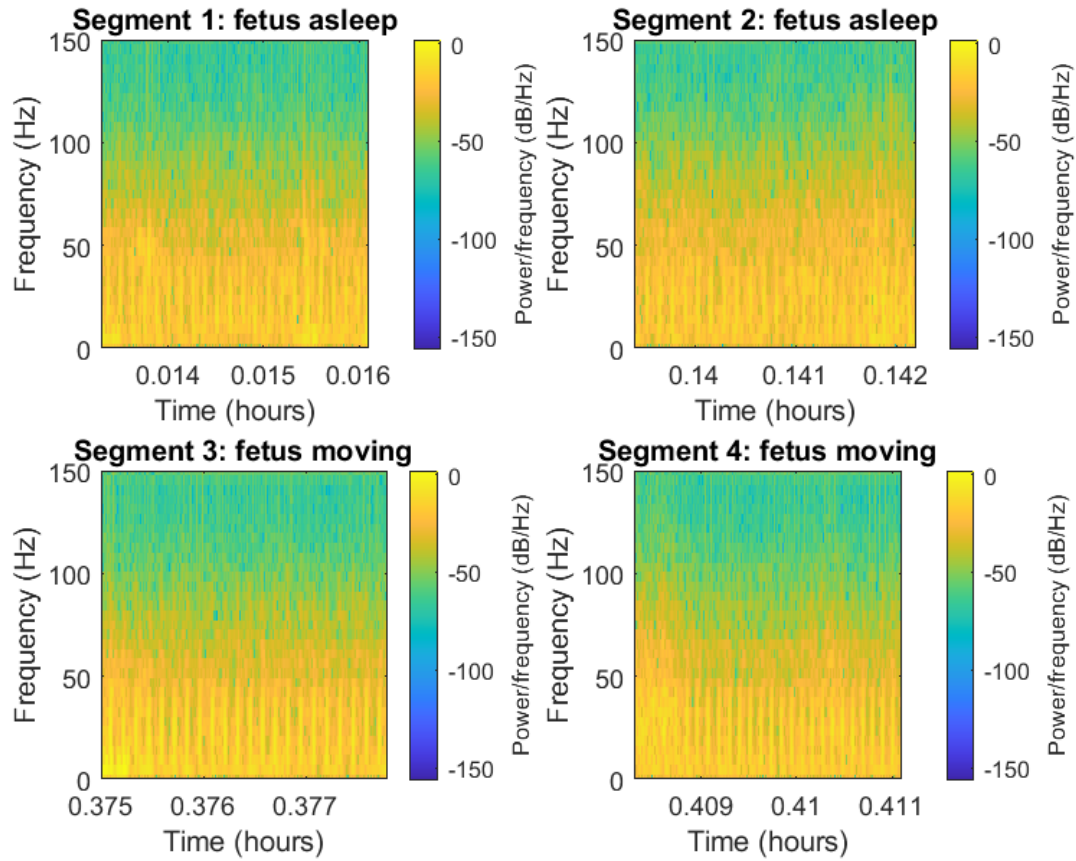 Segment 1: fetus asleep
150
100
50
0
Frequency (Hz)
0.014 0.015 0.016
Time (hours)
0
-50
-100
-150
Power/frequency (dB/Hz)
Segment 2: fetus asleep
150
100
50
0
Frequency (Hz)
0.14 0.141 0.142
Time (hours)
0
-50
-100
-150
Power/frequency (dB/Hz)
Segment 3: fetus moving
150
100
50
0
Frequency (Hz)
0.375 0.376 0.377
Time (hours)
0
-50
-100
-150
Power/frequency (dB/Hz)
Segment 4: fetus moving
150
100
50
0
Frequency (Hz)
0.409 0.41 0.411
Time (hours)
0
-50
-100
-150
Power/frequency (dB/Hz)